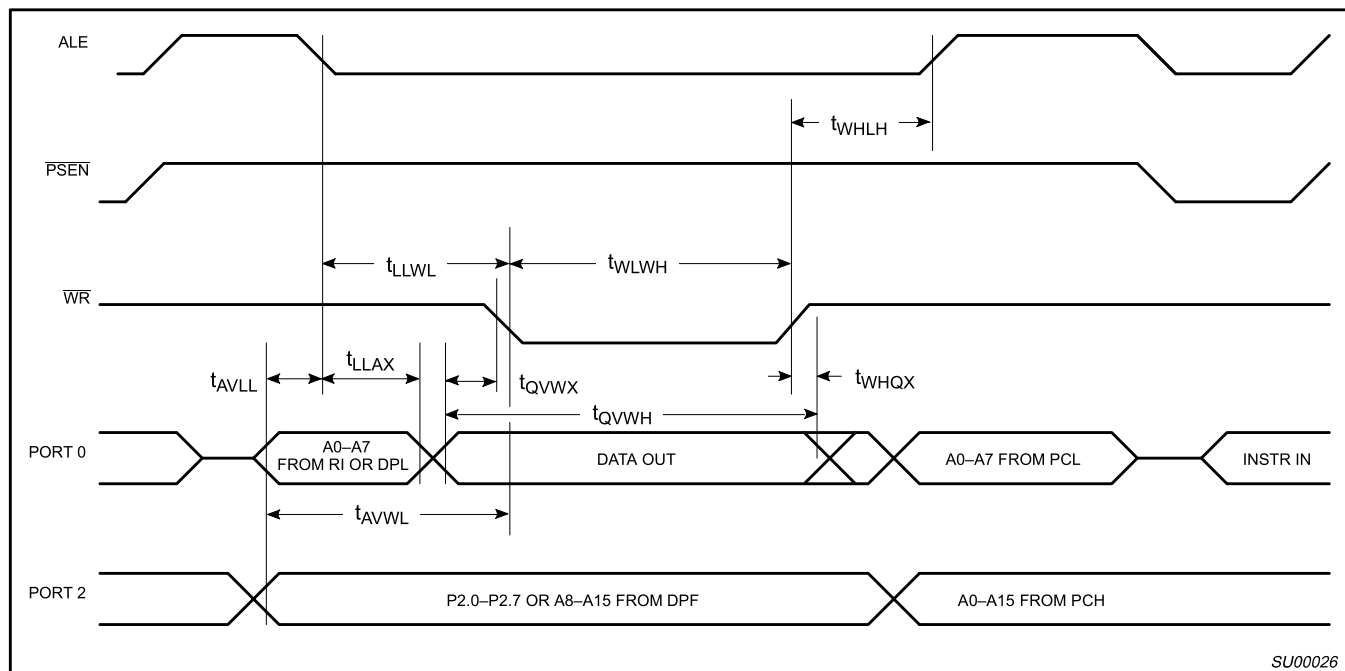 ALE
tWHLH
PSEN
tLLWL
tWLWH
WR
tLLAX
tAVLL
tQVWX
tWHQX
tQVWH
PORT 0
A0–A7
FROM RI OR DPL
DATA OUT
A0–A7 FROM PCL
INSTR IN
tAVWL
PORT 2
P2.0–P2.7 OR A8–A15 FROM DPF
A0–A15 FROM PCH
SU00026